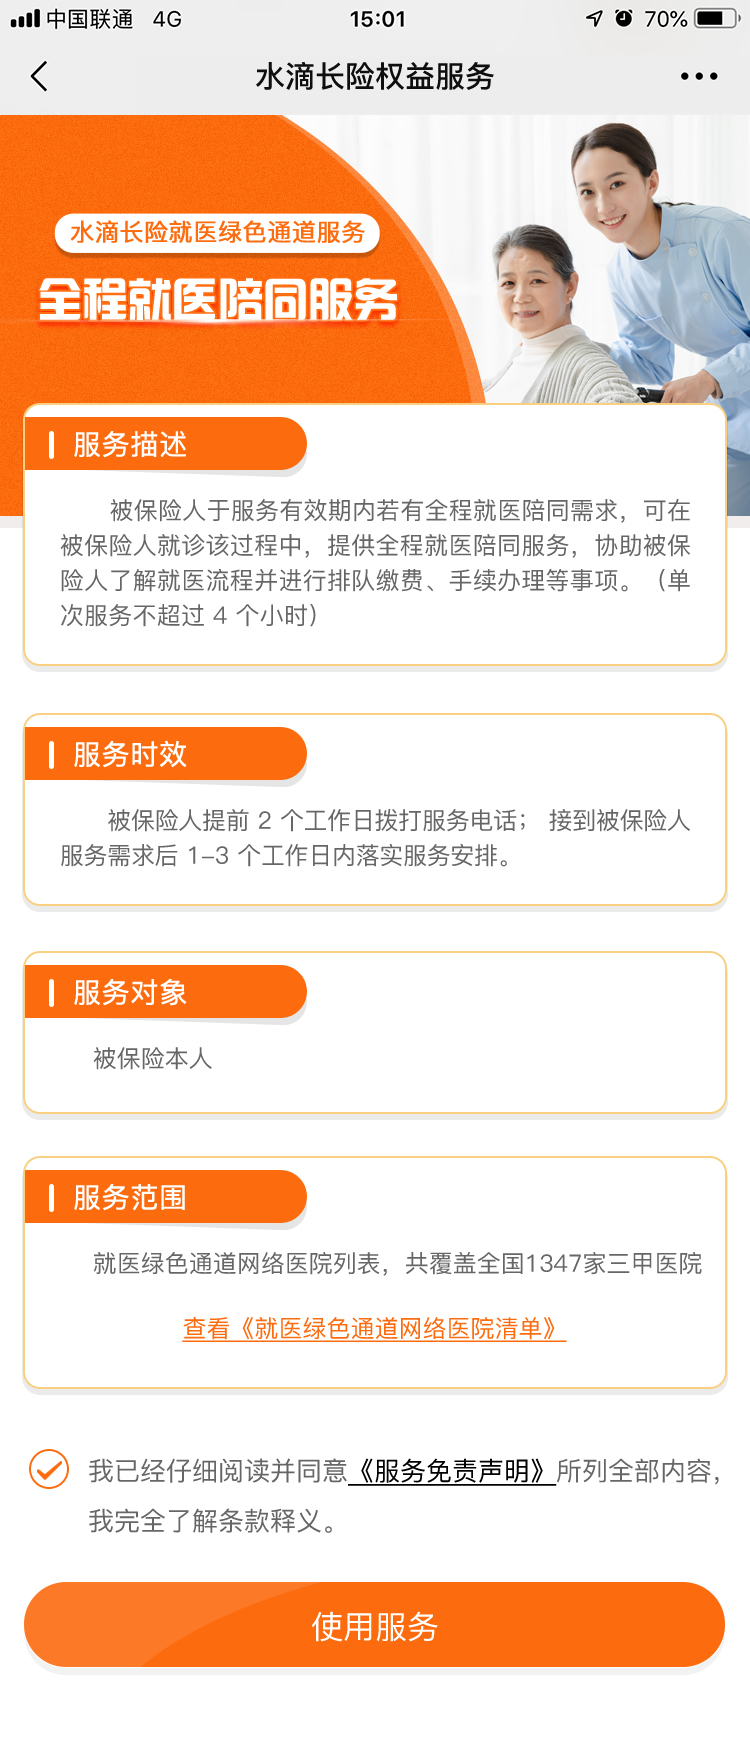 中国联通 4G 15:01 70%
水滴长险权益服务
水滴长险就医绿色通道服务
全程就医陪同服务
服务描述
被保险人于服务有效期内若有全程就医陪同需求，可在
被保险人就诊该过程中，提供全程就医陪同服务，协助被保
险人了解就医流程并进行排队缴费、手续办理等事项。（单
次服务不超过 4 个小时）
服务时效
被保险人提前 2 个工作日拨打服务电话； 接到被保险人
服务需求后 1-3 个工作日内落实服务安排。
服务对象
被保险本人
服务范围
就医绿色通道网络医院列表，共覆盖全国1347家三甲医院
查看《就医绿色通道网络医院清单》
我已经仔细阅读并同意《服务免责声明》所列全部内容，
我完全了解条款释义。
使用服务